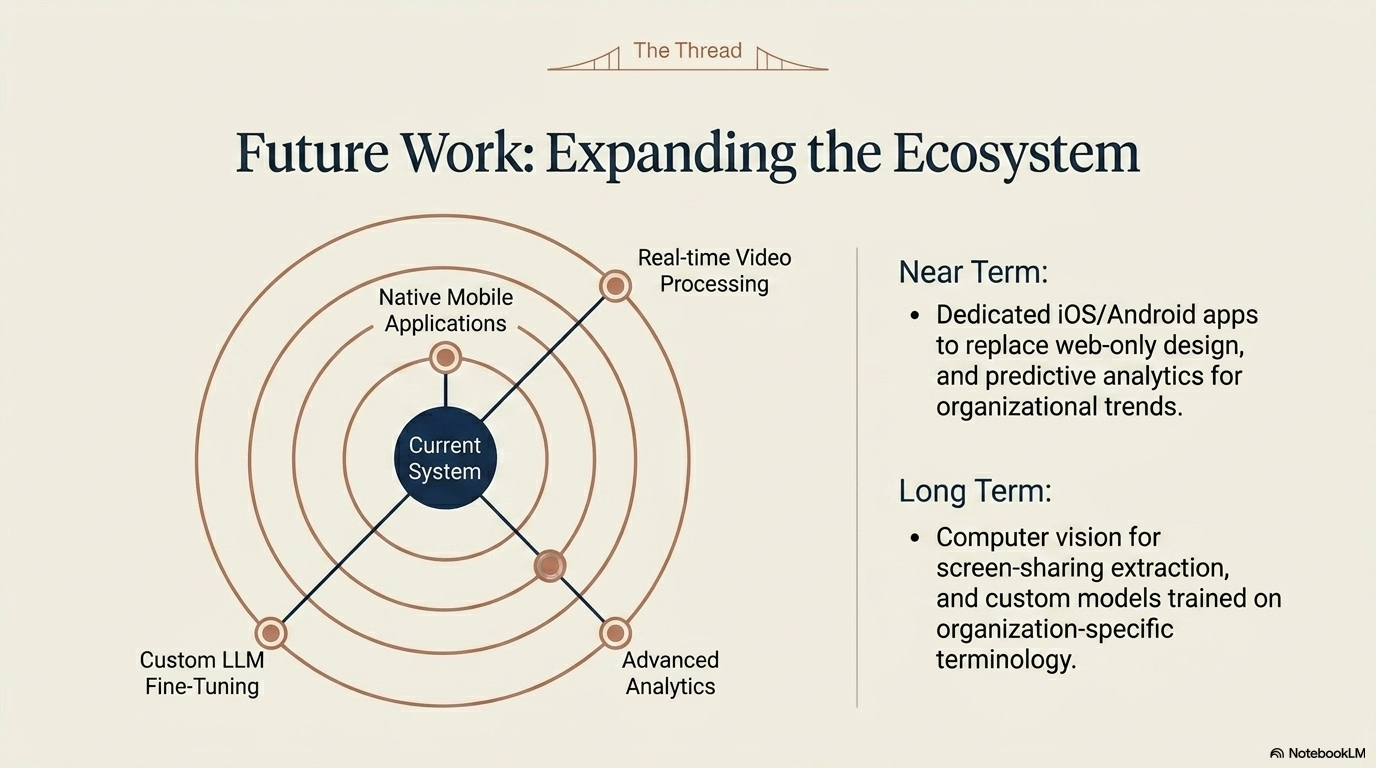 The Thread
Future Work: Expanding the Ecosystem
Real-time Video
Processing
Native Mobile
Applications
Current
System
Custom LLM
Fine-Tuning
Advanced
Analytics
Near Term:
• Dedicated iOS/Android apps
to replace web-only design,
and predictive analytics for
organizational trends.
Long Term:
• Computer vision for
screen-sharing extraction,
and custom models trained on
organization-specific
terminology.
NotebookLM